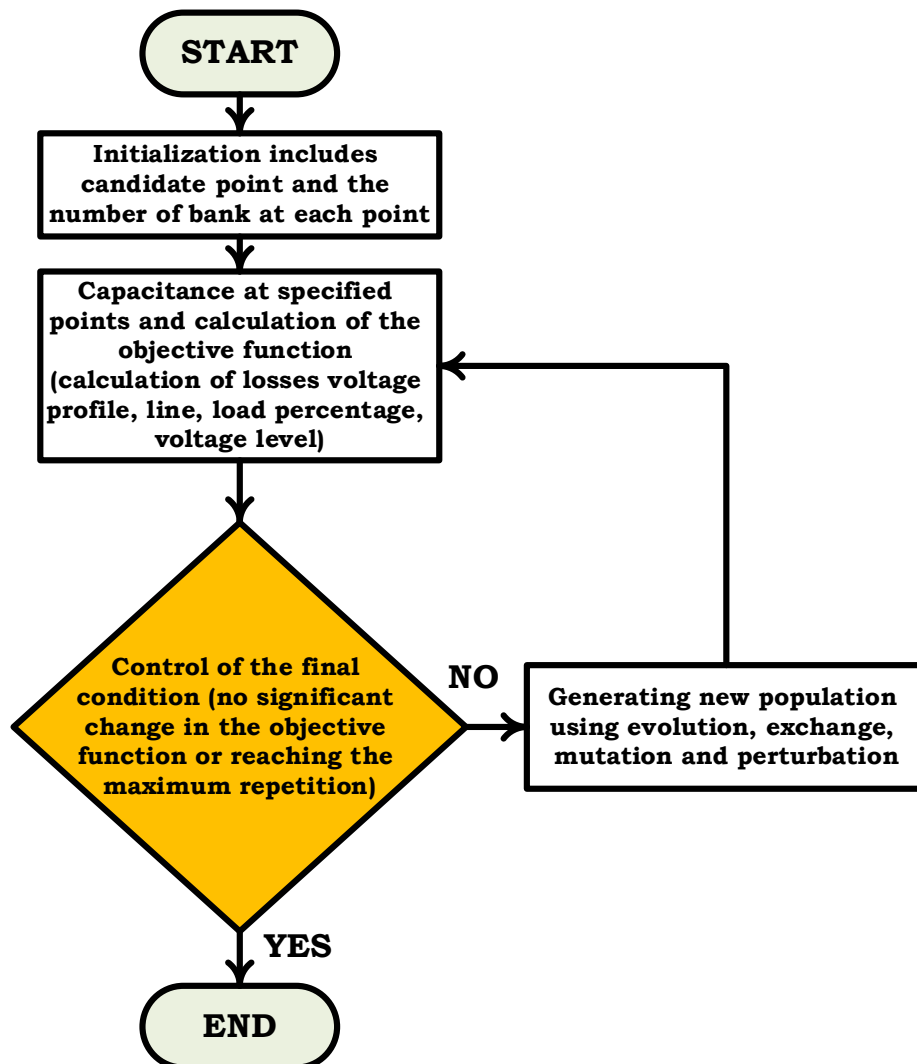 START
Initialization includes
candidate point and the
number of bank at each point
Capacitance at specified
points and calculation of the
objective function
(calculation of losses voltage
profile, line, load percentage,
voltage level)
Control of the final
condition (no significant
change in the objective
function or reaching the
maximum repetition)
NO
Generating new population
using evolution, exchange,
mutation and perturbation
YES
END